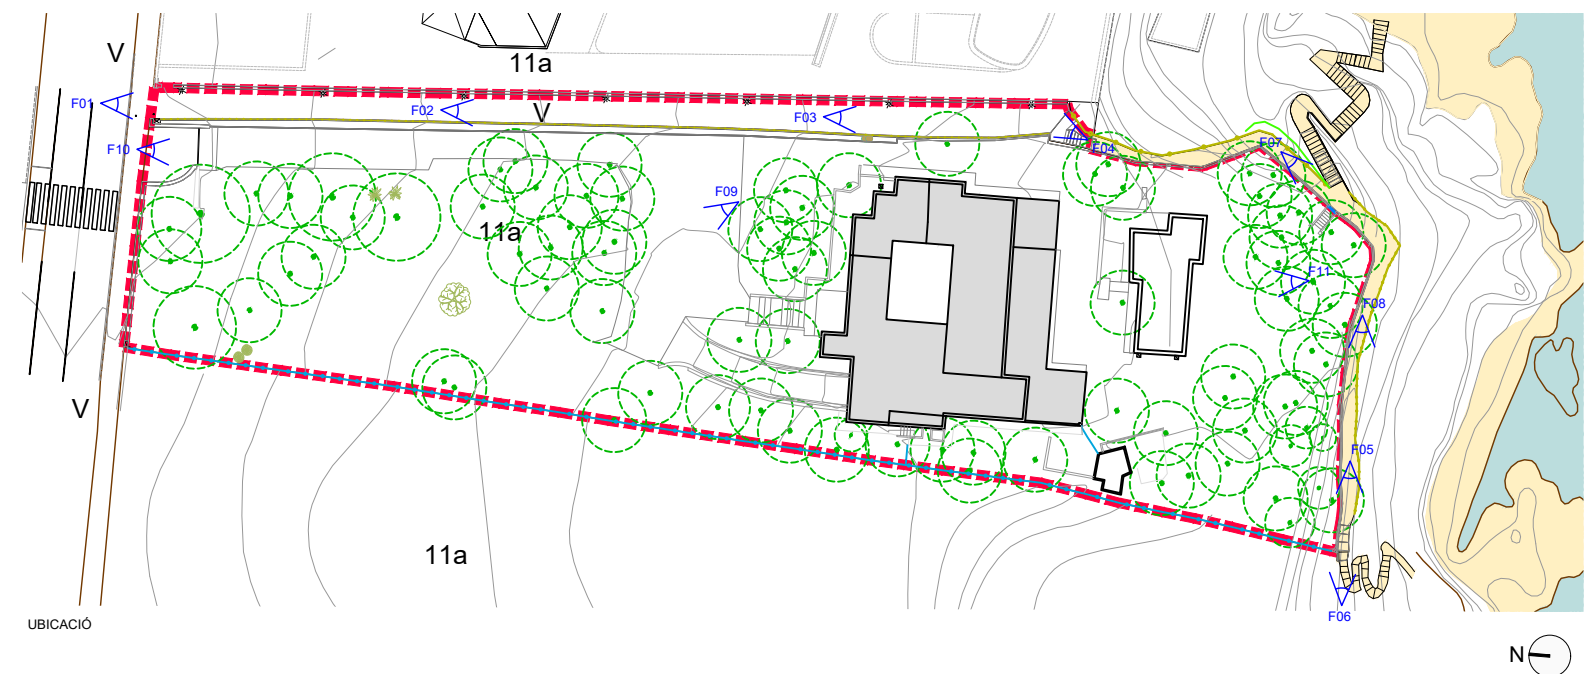 V
11a
F01
F02
V
F03
F10
F04
F07
F09
11a
F11
F08
V
F05
11a
F06
UBICACIÓ
N